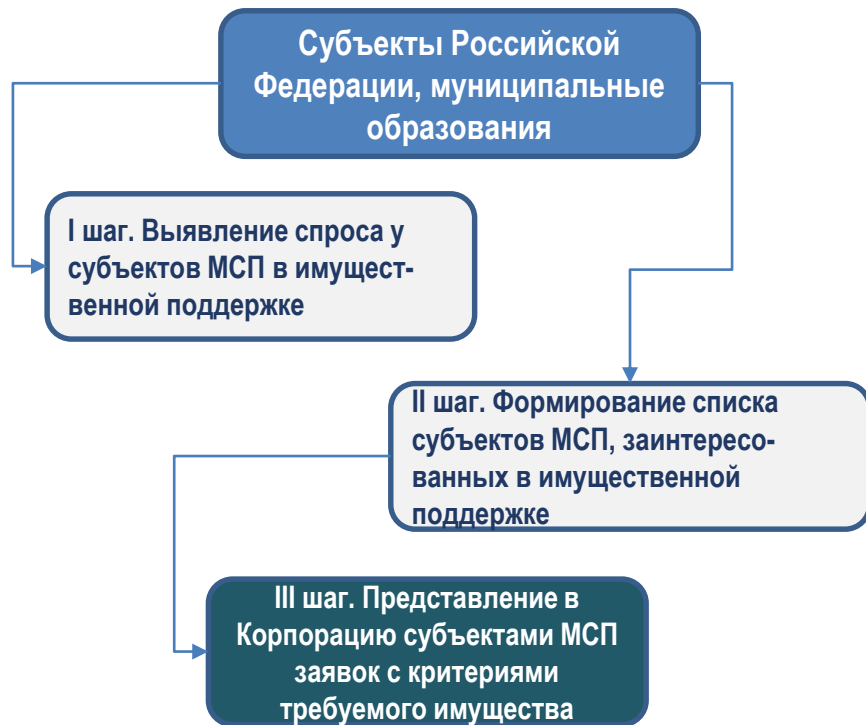 Субъекты Российской
Федерации, муниципальные
образования
I шаг. Выявление спроса у
субъектов МСП в имущест-
венной поддержке
II шаг. Формирование списка
субъектов МСП, заинтересо-
ванных в имущественной
поддержке
III шаг. Представление в
Корпорацию субъектами МСП
заявок с критериями
требуемого имущества